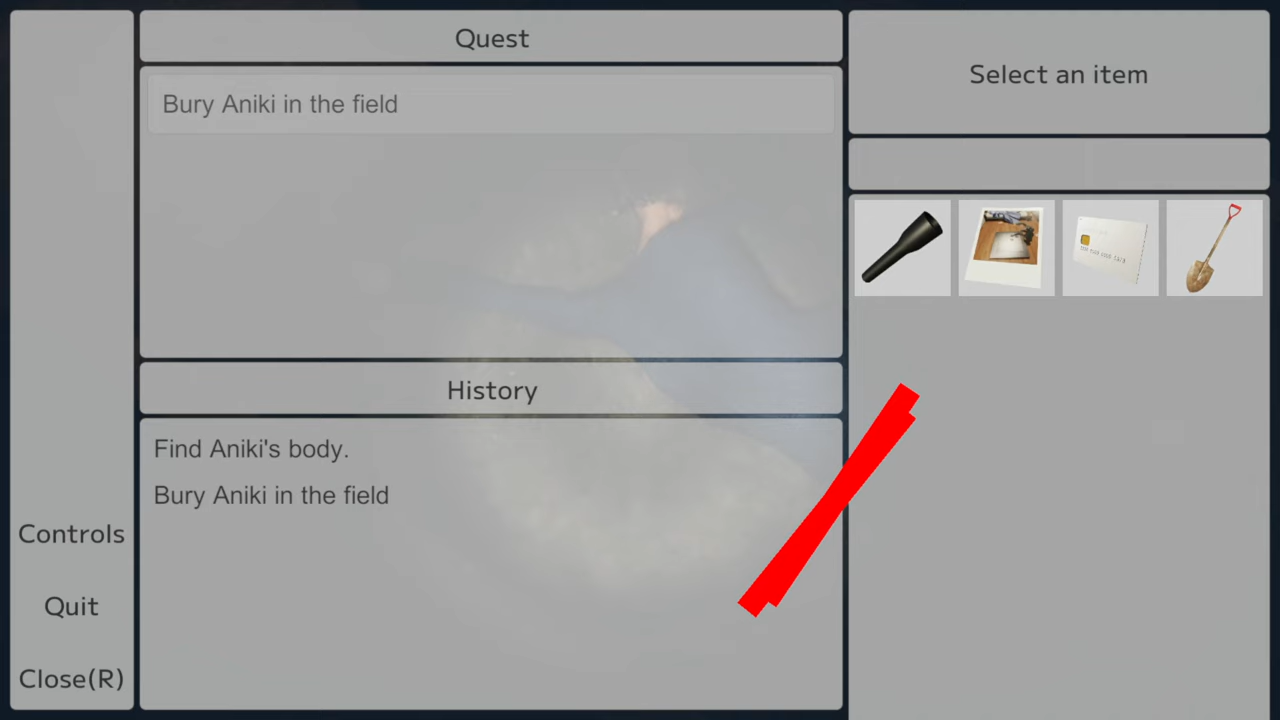 Quest
Select an item
Bury Aniki in the field
History
Find Aniki's body.
Bury Aniki in the field
Controls
Quit
Close(R)